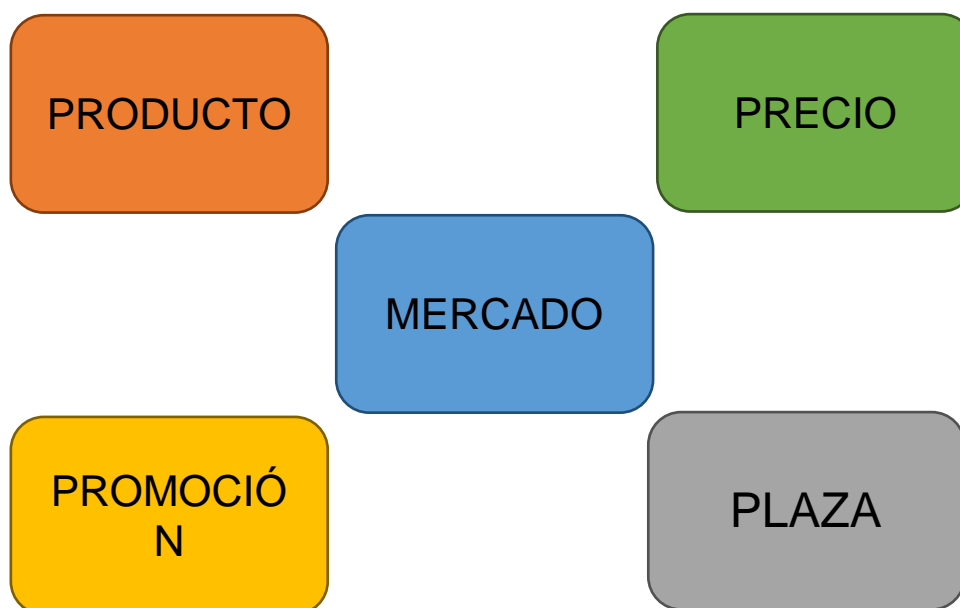 PRODUCTO
PRECIO
MERCADO
PROMOCIÓ
N
PLAZA